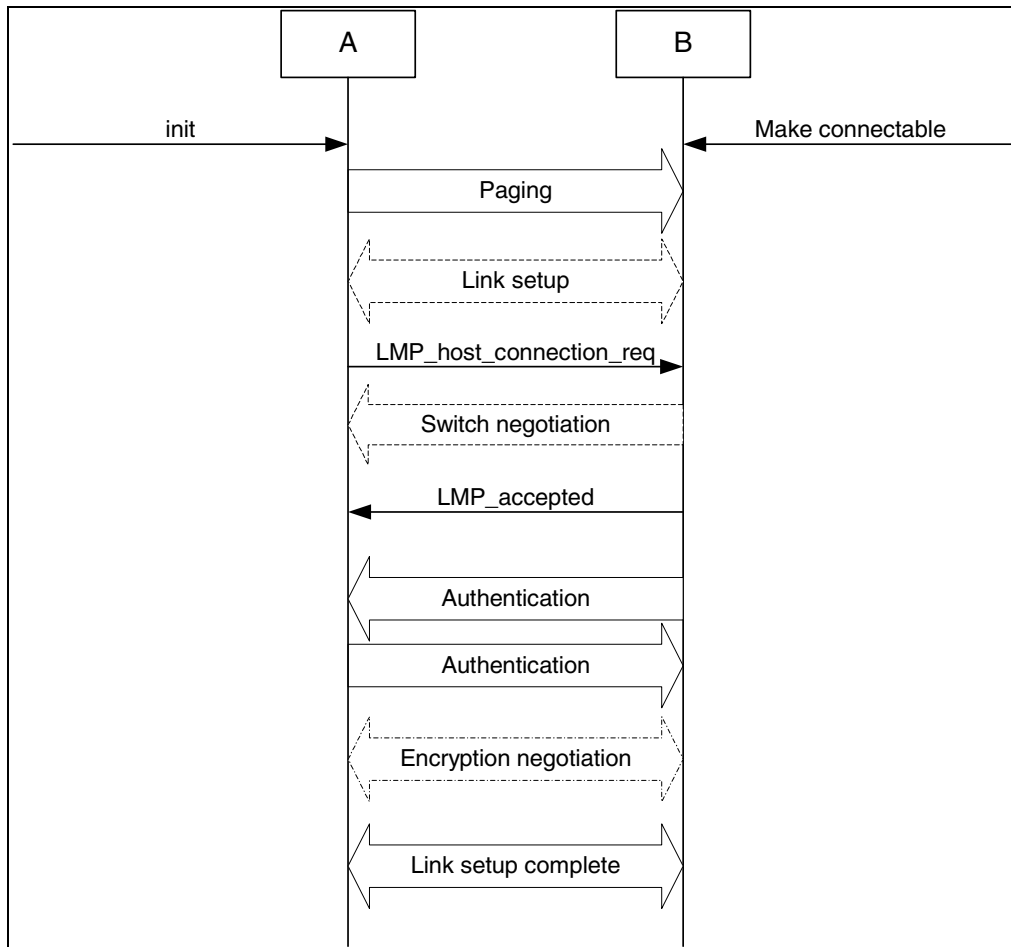 A
B
init
Make connectable
Paging
Link setup
LMP_host_connection_req
Switch negotiation
LMP_accepted
Authentication
Authentication
Encryption negotiation
Link setup complete